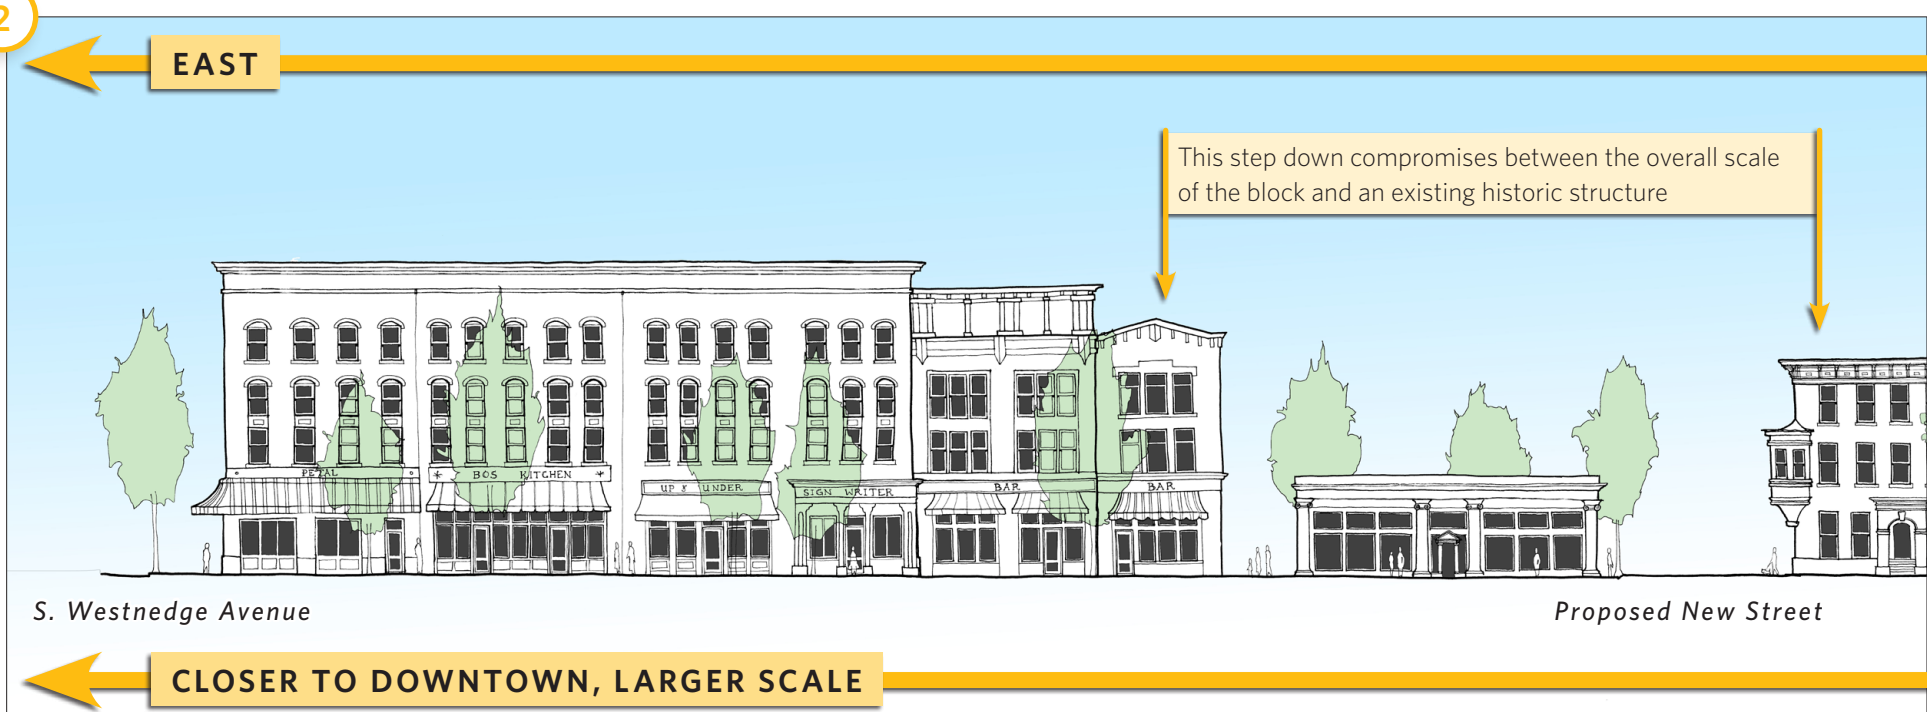 2
EAST
This step down compromises between the overall scale
of the block and an existing historic structure
PETAL
* BOS KITCHEN *
UP & UNDER
SIGN WRITER
BAR
BAR
S. Westnedge Avenue
Proposed New Street
CLOSER TO DOWNTOWN, LARGER SCALE